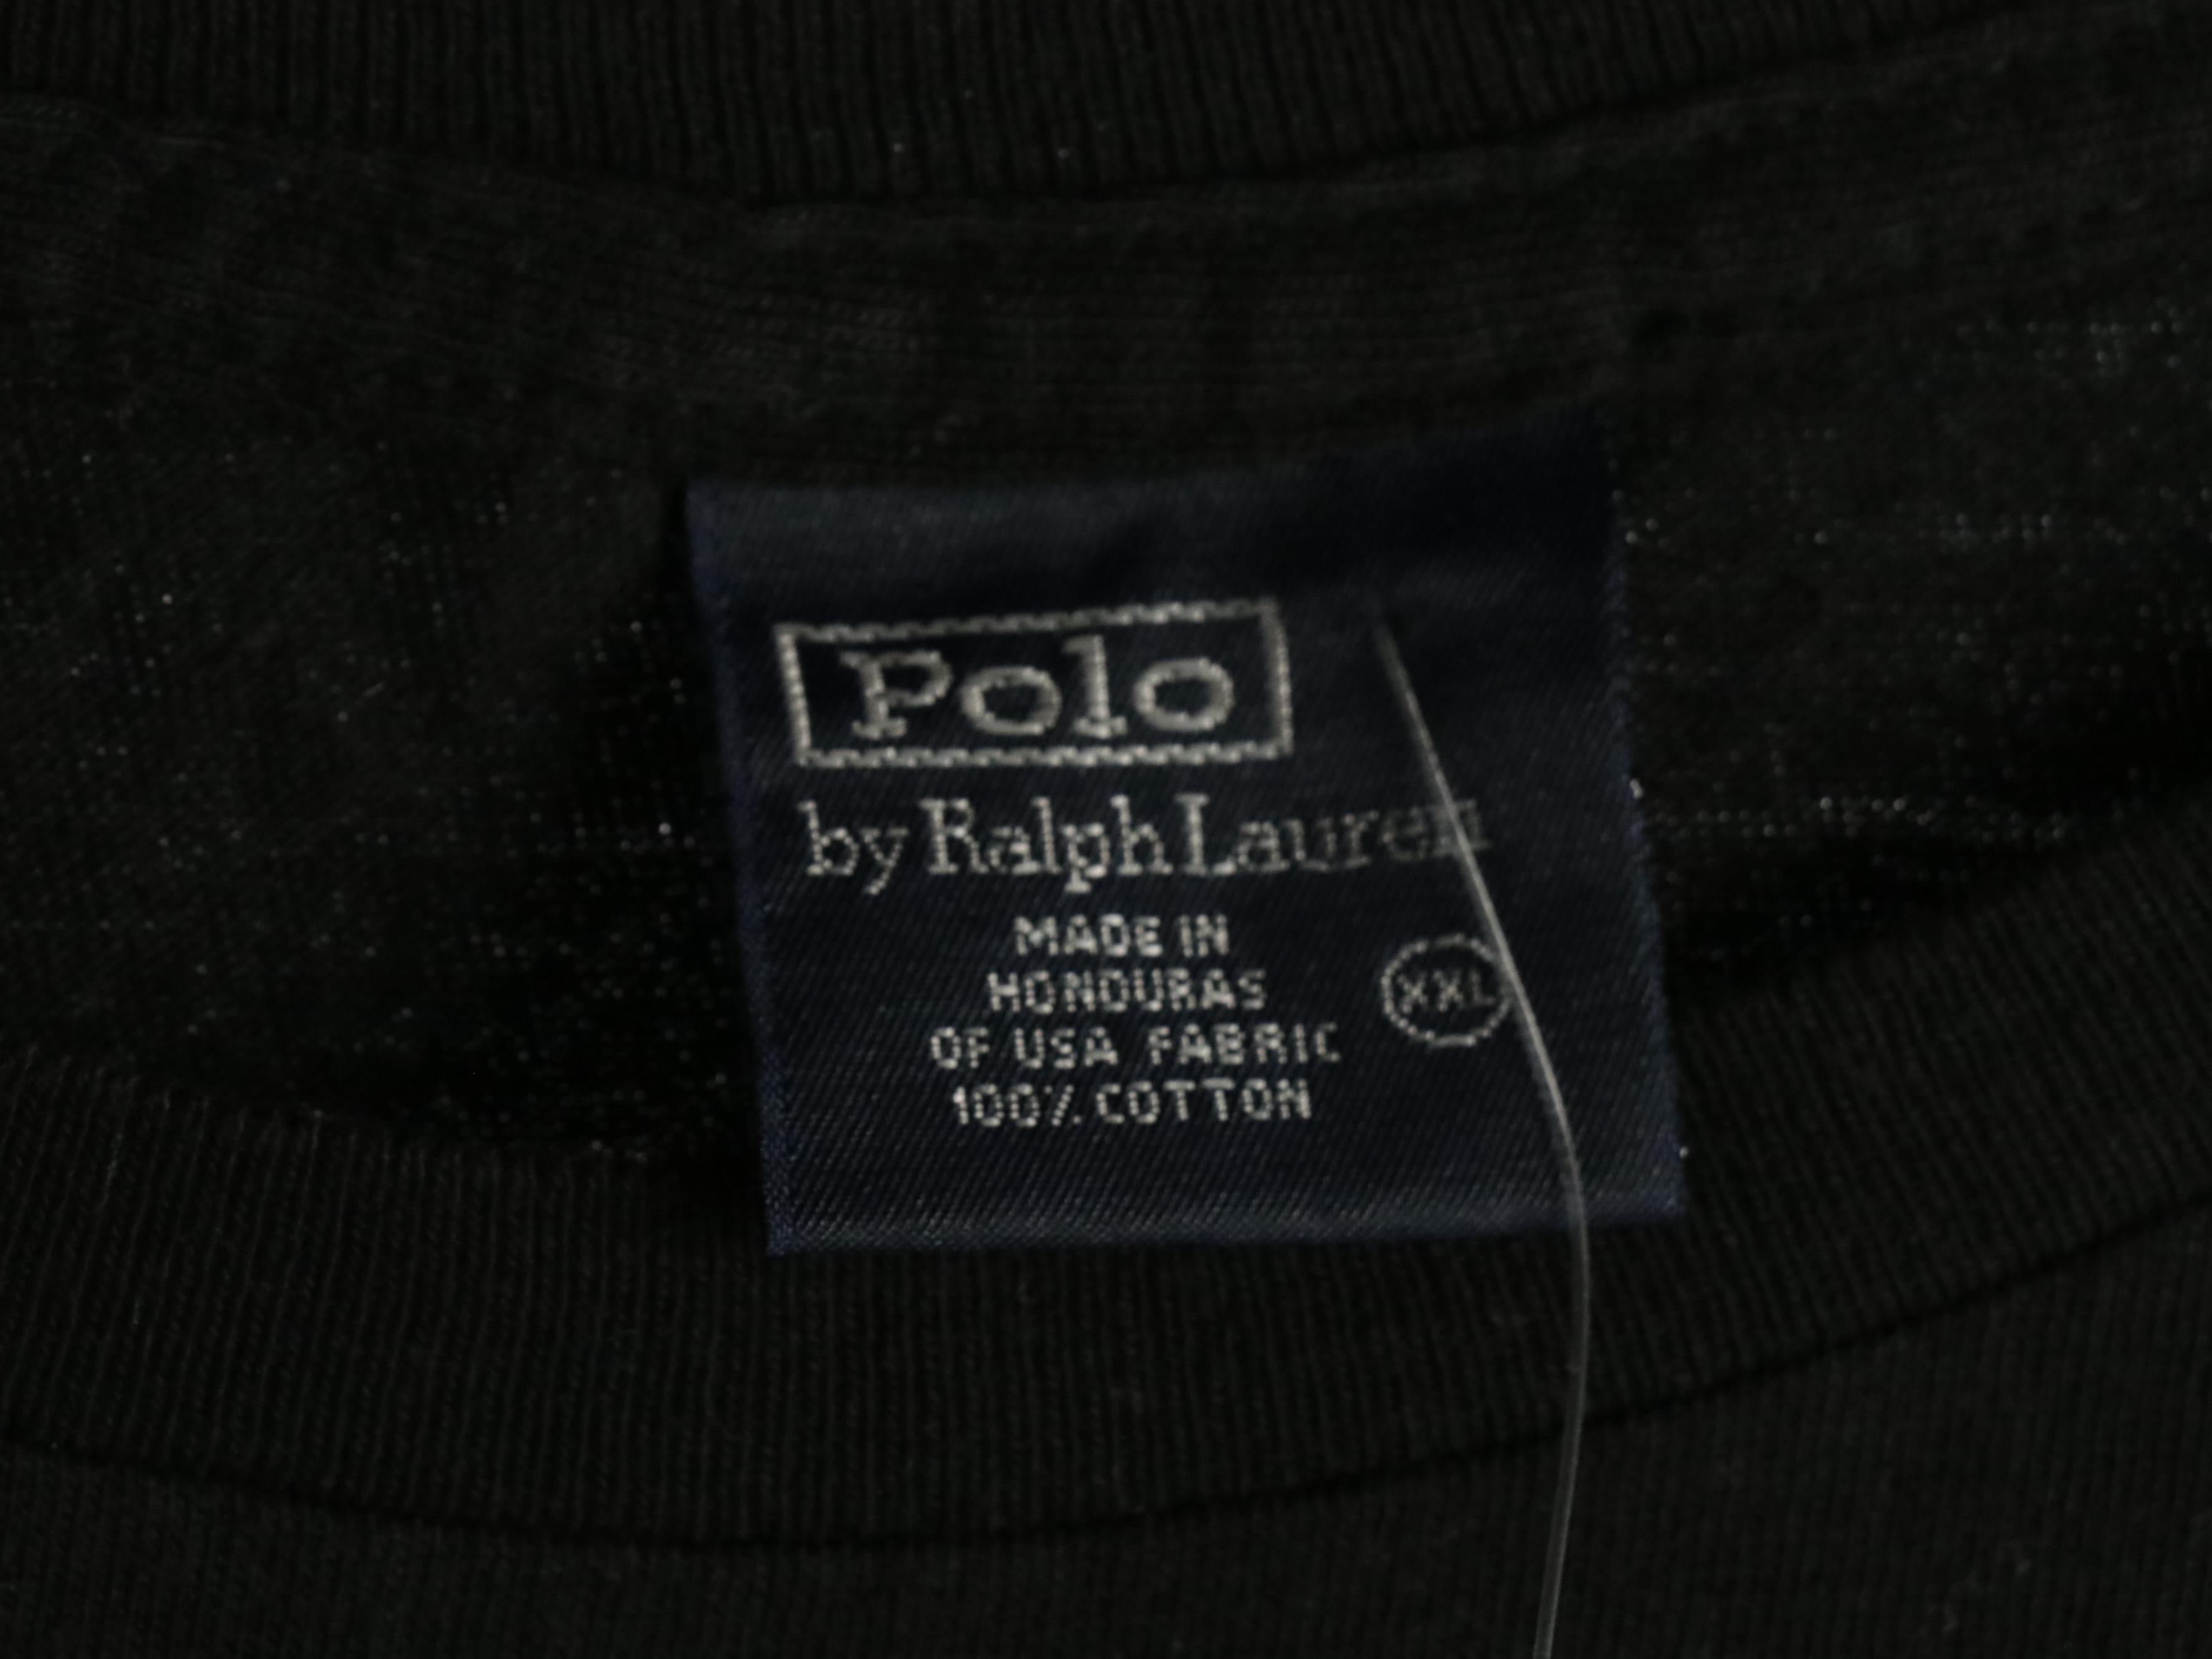 Polo
by Ralph Lauren
MADE IN
HONDURAS
OF USA FABRIC
100% COTTON
XXL